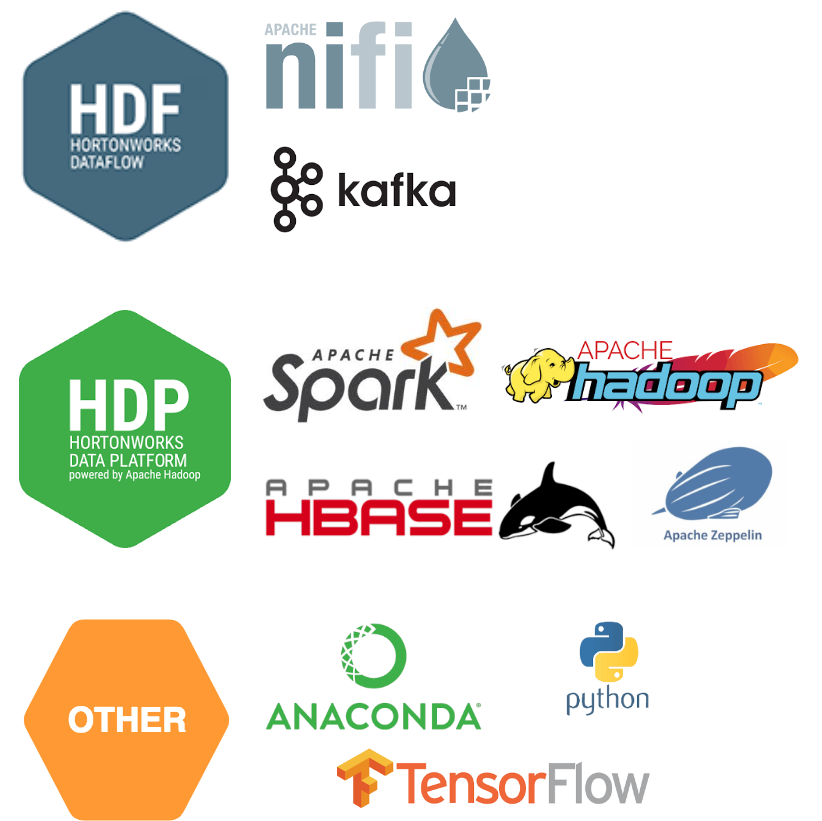 HDF
HORTONWORKS
DATAFLOW
APACHE
nifi
kafka
HDP
HORTONWORKS
DATA PLATFORM
powered by Apache Hadoop
APACHE
Spark™
APACHE
hadoop
APACHE
HBASE
Apache Zeppelin
OTHER
ANACONDA®
python
TensorFlow